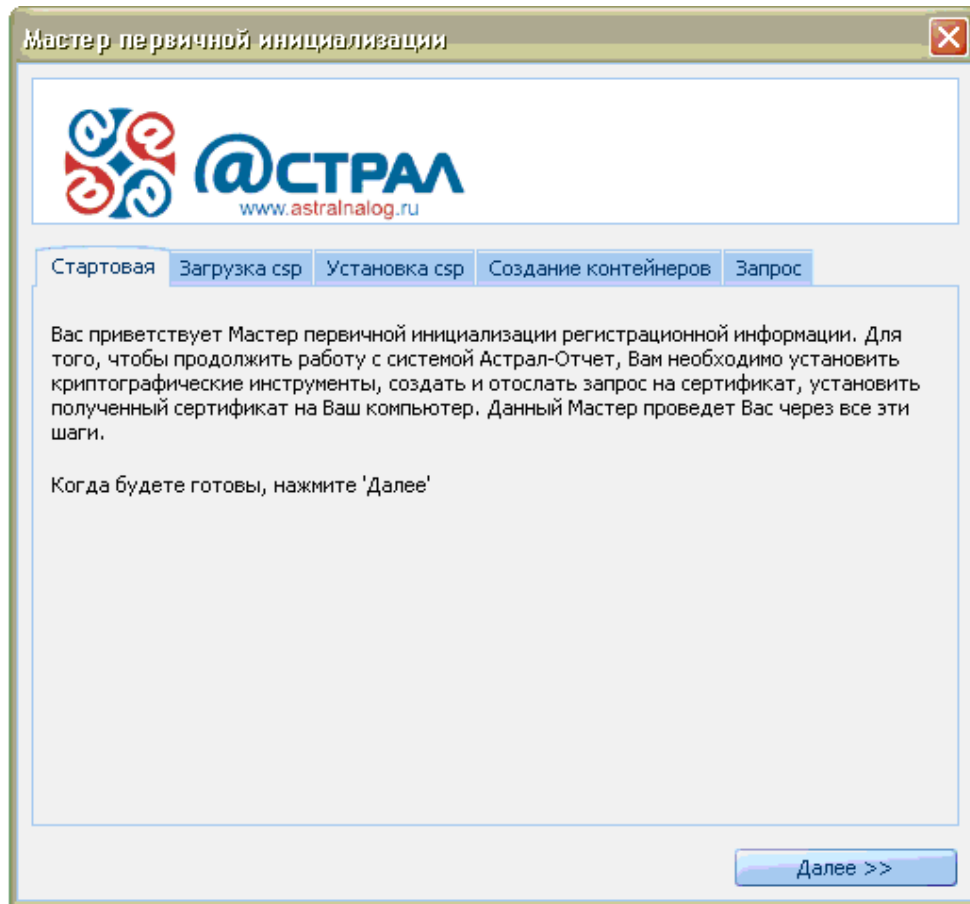 Мастер первичной инициализации
@СТРАЛ
www.astralnalog.ru
Стартовая Загрузка csp Установка csp Создание контейнеров Запрос
Вас приветствует Мастер первичной инициализации регистрационной информации. Для
того, чтобы продолжить работу с системой Астрал-Отчет, Вам необходимо установить
криптографические инструменты, создать и отослать запрос на сертификат, установить
полученный сертификат на Ваш компьютер. Данный Мастер проведет Вас через все эти
шаги.
Когда будете готовы, нажмите 'Далее'
Далее >>